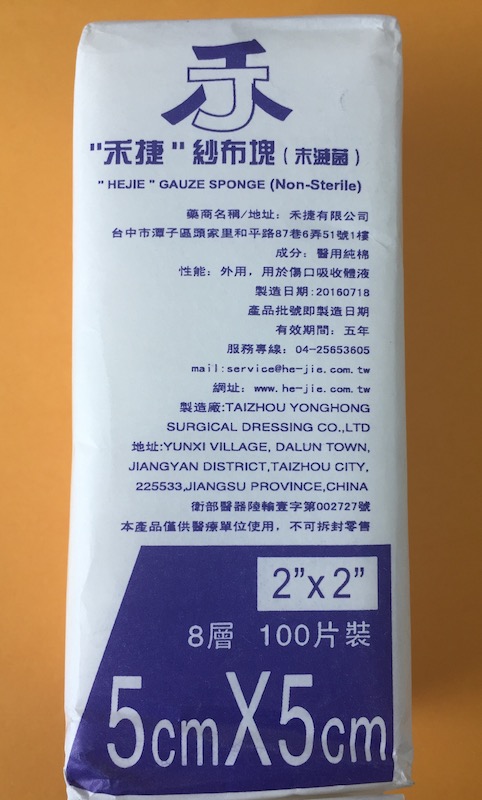 "禾捷"紗布塊(未滅菌)
"HEJIE" GAUZE SPONGE (Non-Sterile)
藥商名稱/地址: 禾捷有限公司
台中市潭子區頭家里和平路87巷6弄51號1樓
成分: 醫用純棉
性能: 外用，用於傷口吸收體液
製造日期:20160718
產品批號即製造日期
有效期間: 五年
服務專線: 04-25653605
mail:service@he-jie.com.tw
網址: www.he-jie.com.tw
製造廠:TAIZHOU YONGHONG
SURGICAL DRESSING CO.,LTD
地址:YUNXI VILLAGE, DALUN TOWN,
JIANGYAN DISTRICT,TAIZHOU CITY,
225533,JIANGSU PROVINCE,CHINA
衛部醫器陸輸壹字第002727號
本產品僅供醫療單位使用，不可拆封零售
2"x2"
8層 100片裝
5cmX5cm